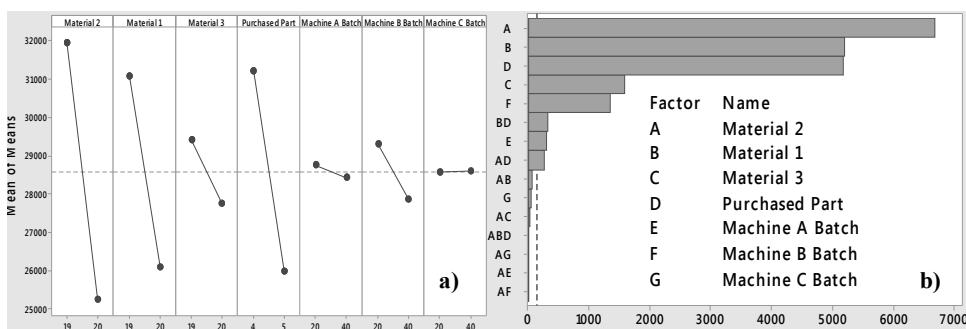 Material 2 Material 1 Material 3 Purchased Part Machine A Batch Machine B Batch Machine C Batch
32000
31000
30000
29000
28000
27000
26000
25000
Mean of Means
19 20 19 20 19 20 4 5 20 40 20 40 20 40
a)
A
B
D
C
F
BD
E
AD
AB
G
AC
ABD
AG
AE
AF
Factor Name
A Material 2
B Material 1
C Material 3
D Purchased Part
E Machine A Batch
F Machine B Batch
G Machine C Batch
b)
0 1000 2000 3000 4000 5000 6000 7000